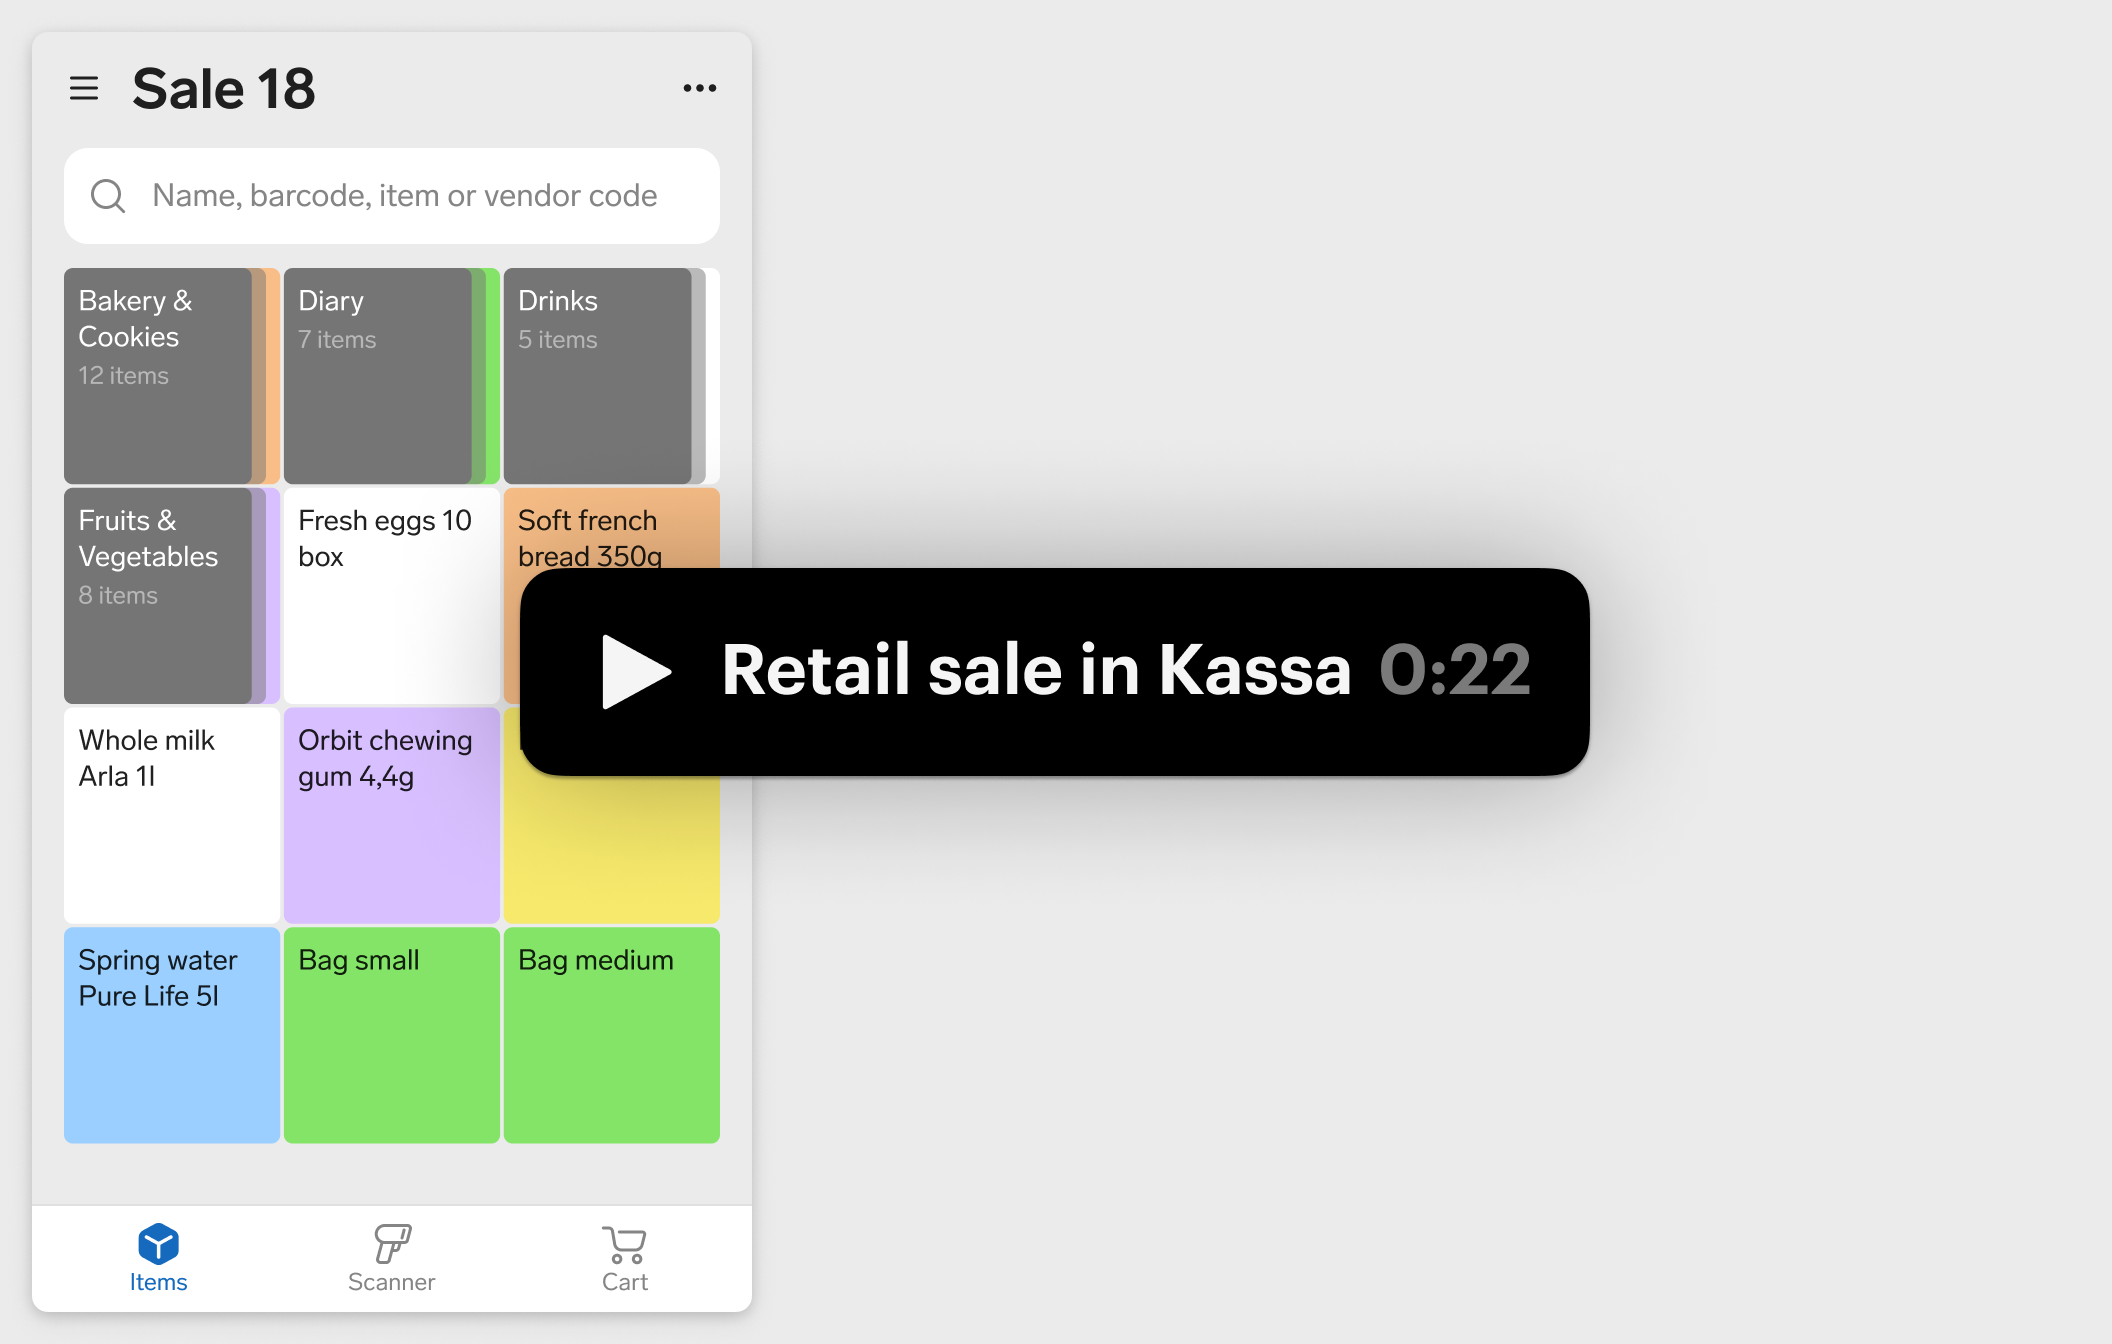 Sale 18
Name, barcode, item or vendor code
Bakery &
Cookies
12 items
Diary
7 items
Drinks
5 items
Fruits &
Vegetables
8 items
Fresh eggs 10
box
Soft french
bread 350g
Retail sale in Kassa 0:22
Whole milk
Arla 1l
Orbit chewing
gum 4,4g
Spring water
Pure Life 5l
Bag small
Bag medium
Items
Scanner
Cart